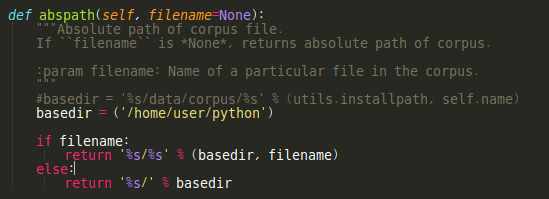 def abspath(self, filename=None):
"""Absolute path of corpus file.
If ``filename`` is *None*, returns absolute path of corpus.
:param filename: Name of a particular file in the corpus.
"""
#basedir = '%s/data/corpus/%s' % (utils.installpath, self.name)
basedir = ('/home/user/python')
if filename:
return '%s/%s' % (basedir, filename)
else:
return '%s/' % basedir